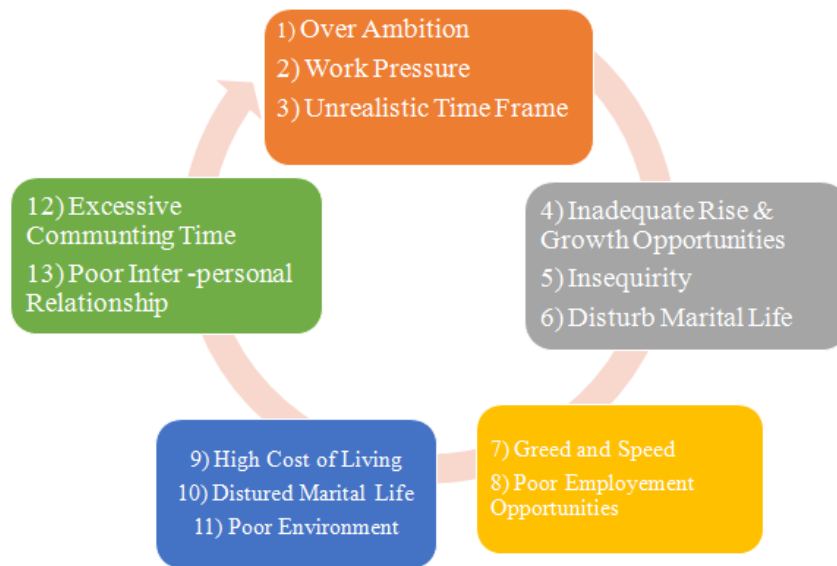 1) Over Ambition
2) Work Pressure
3) Unrealistic Time Frame
4) Inadequate Rise &
Growth Opportunities
5) Insequirity
6) Disturb Marital Life
7) Greed and Speed
8) Poor Employement
Opportunities
9) High Cost of Living
10) Distured Marital Life
11) Poor Environment
12) Excessive
Communting Time
13) Poor Inter -personal
Relationship